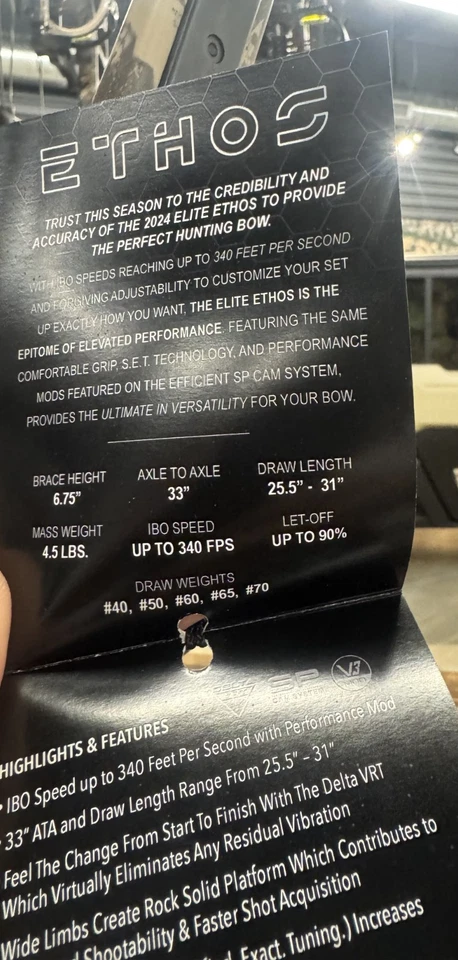 ETHOS
TRUST THIS SEASON TO THE CREDIBILITY AND
ACCURACY OF THE 2024 ELITE ETHOS TO PROVIDE
THE PERFECT HUNTING BOW.
WITH IBO SPEEDS REACHING UP TO 340 FEET PER SECOND
AND FORGIVING ADJUSTABILITY TO CUSTOMIZE YOUR SET
UP EXACTLY HOW YOU WANT, THE ELITE ETHOS IS THE
EPITOME OF ELEVATED PERFORMANCE. FEATURING THE SAME
COMFORTABLE GRIP, S.E.T. TECHNOLOGY, AND PERFORMANCE
MODS FEATURED ON THE EFFICIENT SP CAM SYSTEM,
PROVIDES THE ULTIMATE IN VERSATILITY FOR YOUR BOW.
BRACE HEIGHT AXLE TO AXLE DRAW LENGTH
6.75" 33" 25.5" - 31"
MASS WEIGHT IBO SPEED LET-OFF
4.5 LBS. UP TO 340 FPS UP TO 90%
DRAW WEIGHTS
#40, #50, #60, #65, #70
SP V3
HIGHLIGHTS & FEATURES
• IBO Speed up to 340 Feet Per Second with Performance Mod
• 33" ATA and Draw Length Range From 25.5" - 31"
Feel The Change From Start To Finish With The Delta VRT
Which Virtually Eliminates Any Residual Vibration
Wide Limbs Create Rock Solid Platform Which Contributes to
Shootability & Faster Shot Acquisition
Exact. Tuning.) Increases